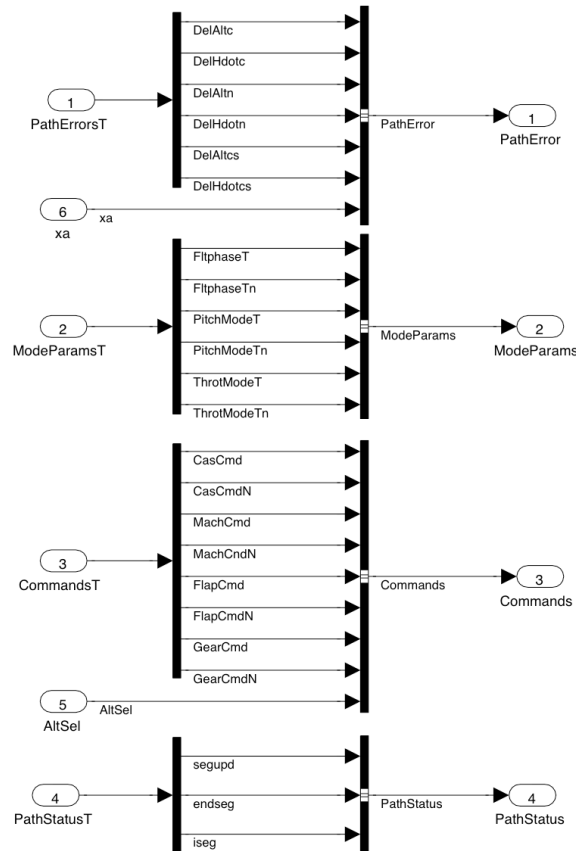 DelAltc
DelHdotc
DelAltn
1
DelHdotn
1
PathErrorsT
PathError
PathError
DelAltcs
DelHdotcs
6
xa
xa
FltphaseT
FltphaseTn
2
PitchModeT
2
ModeParamsT
ModeParams
ModeParams
PitchModeTn
ThrotModeT
ThrotModeTn
CasCmd
CasCmdN
MachCmd
3
MachCndN
3
CommandsT
FlapCmd
Commands
Commands
FlapCmdN
GearCmd
GearCmdN
5
AltSel
AltSel
segupd
4
endseg
PathStatus
4
PathStatusT
PathStatus
iseg